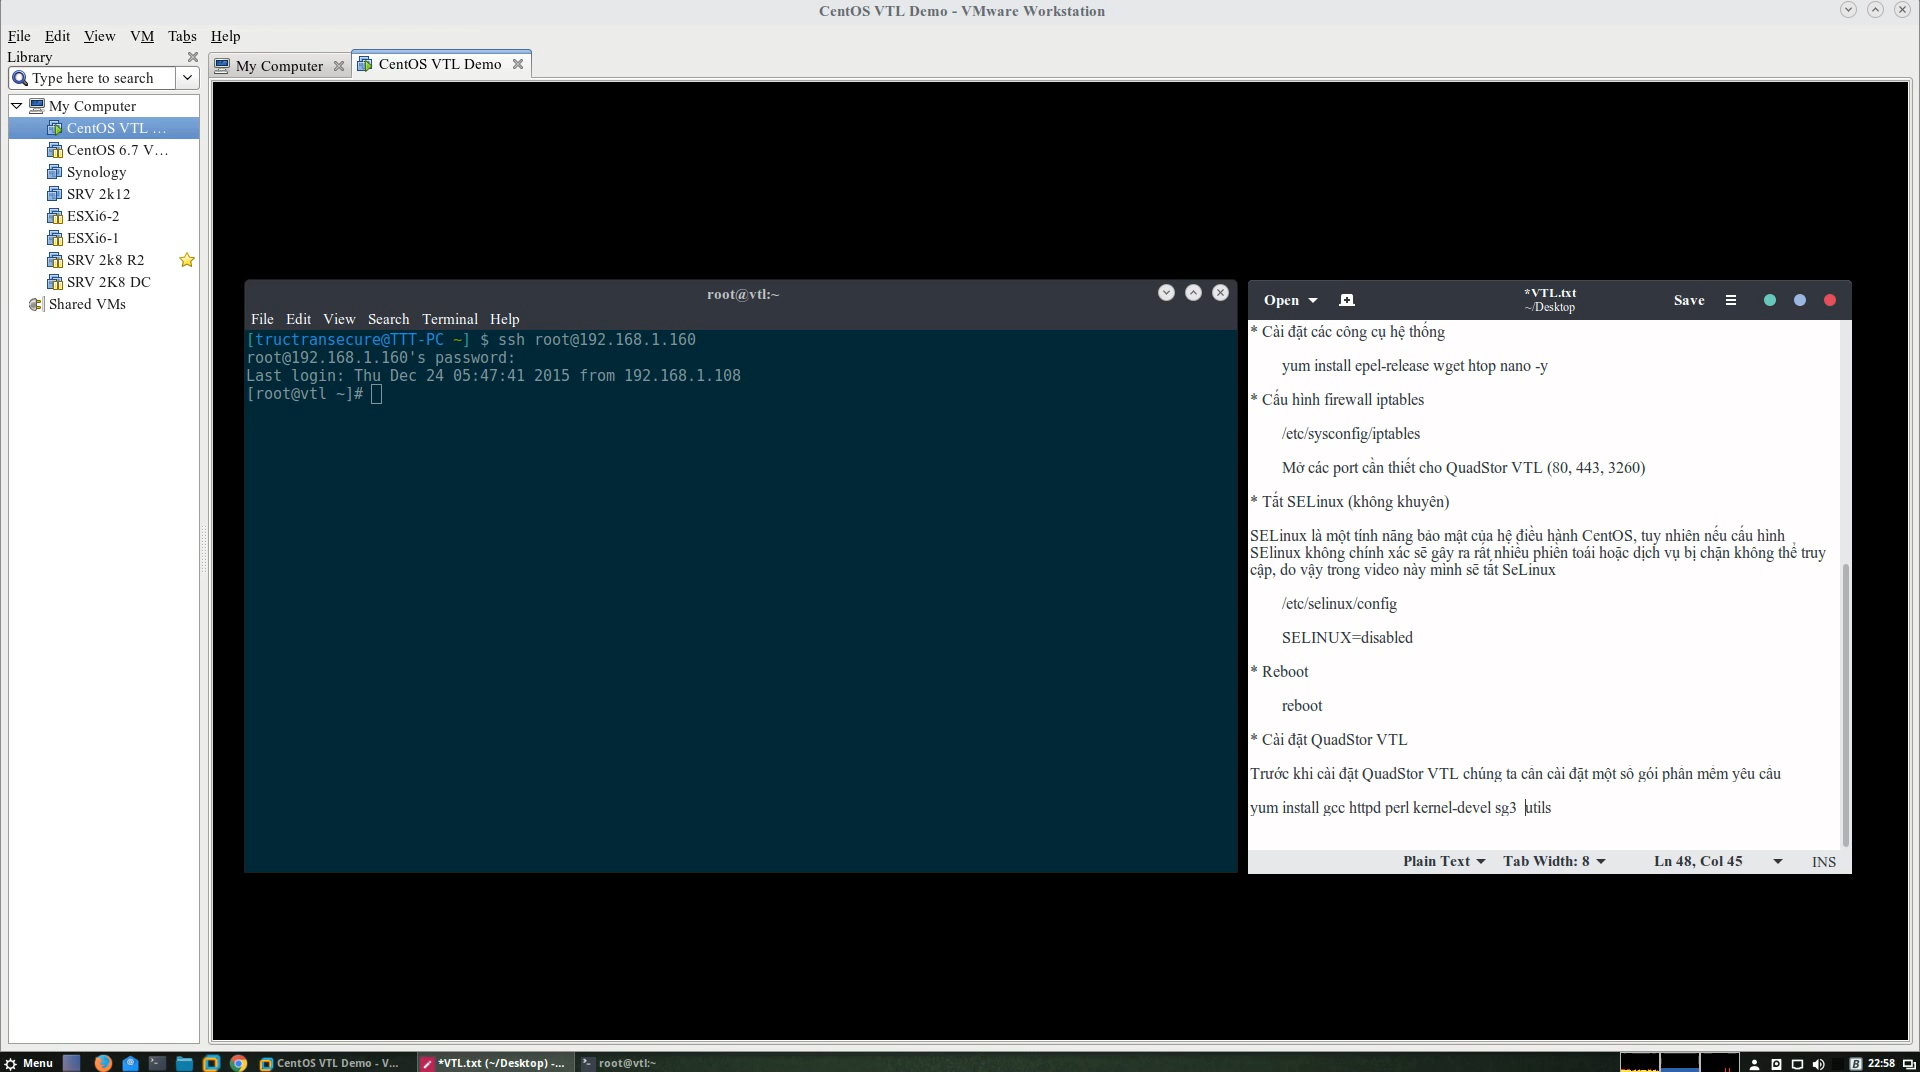 CentOS VTL Demo - VMware Workstation
File Edit View VM Tabs Help
Library
Type here to search
My Computer
CentOS VTL ...
CentOS 6.7 V...
Synology
SRV 2k12
ESXi6-2
ESXi6-1
SRV 2k8 R2
SRV 2K8 DC
Shared VMs
My Computer
CentOS VTL Demo
root@vtl:~
File Edit View Search Terminal Help
[tructransecure@TTT-PC ~] $ ssh root@192.168.1.160
root@192.168.1.160's password:
Last login: Thu Dec 24 05:47:41 2015 from 192.168.1.108
[root@vtl ~]#
Open
*VTL.txt
~/Desktop
Save
* Cài đặt các công cụ hệ thống
yum install epel-release wget htop nano -y
* Cấu hình firewall iptables
/etc/sysconfig/iptables
Mở các port cần thiết cho QuadStor VTL (80, 443, 3260)
* Tắt SELinux (không khuyên)
SELinux là một tính năng bảo mật của hệ điều hành CentOS, tuy nhiên nếu cấu hình
SElinux không chính xác sẽ gây ra rất nhiều phiền toái hoặc dịch vụ bị chặn không thể truy
cập, do vậy trong video này mình sẽ tắt SeLinux
/etc/selinux/config
SELINUX=disabled
* Reboot
reboot
* Cài đặt QuadStor VTL
Trước khi cài đặt QuadStor VTL chúng ta cần cài đặt một số gói phần mềm yêu cầu
yum install gcc httpd perl kernel-devel sg3_utils
Plain Text Tab Width: 8 Ln 48, Col 45 INS
Menu
CentOS VTL Demo - V...
*VTL.txt (~/Desktop) -...
root@vtl:~
22:58